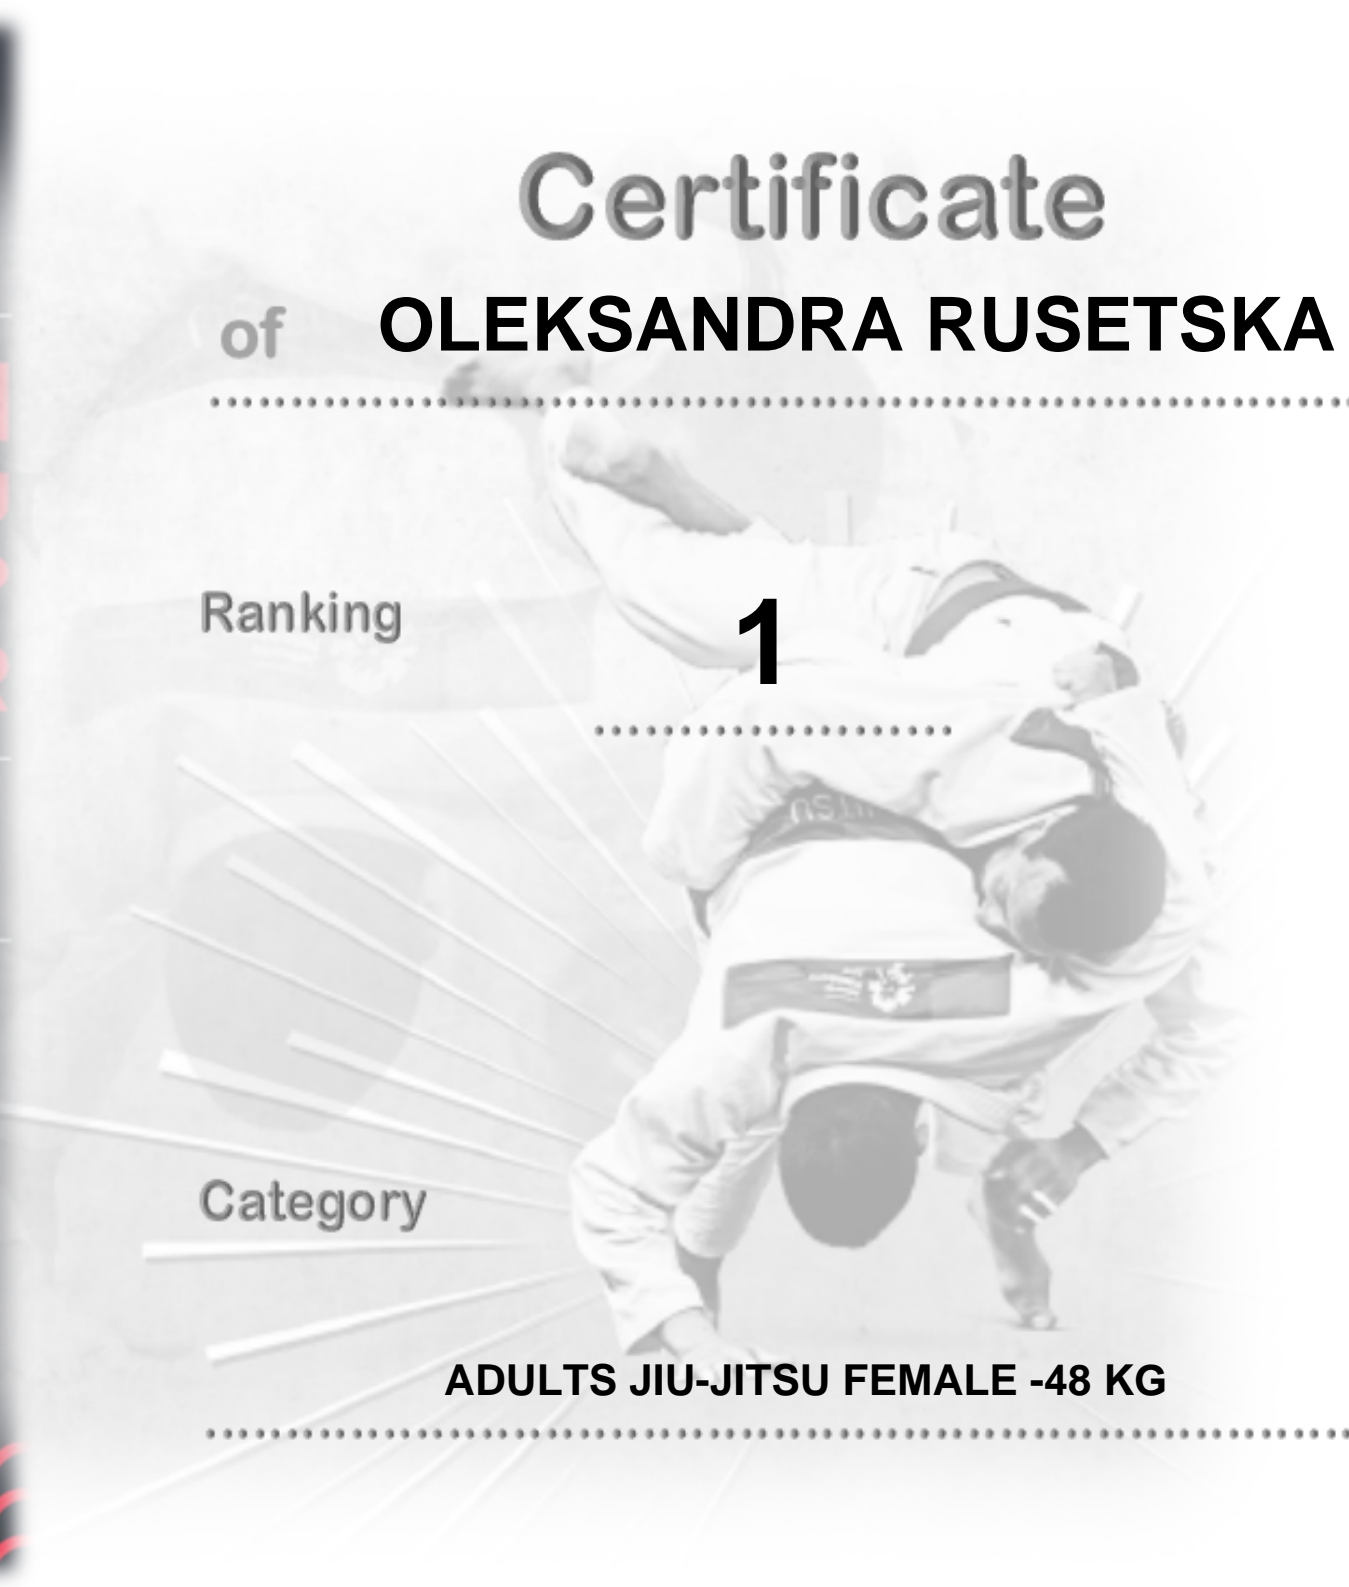 Certificate
of OLEKSANDRA RUSETSKA
Ranking
1
Category
ADULTS JIU-JITSU FEMALE -48 KG